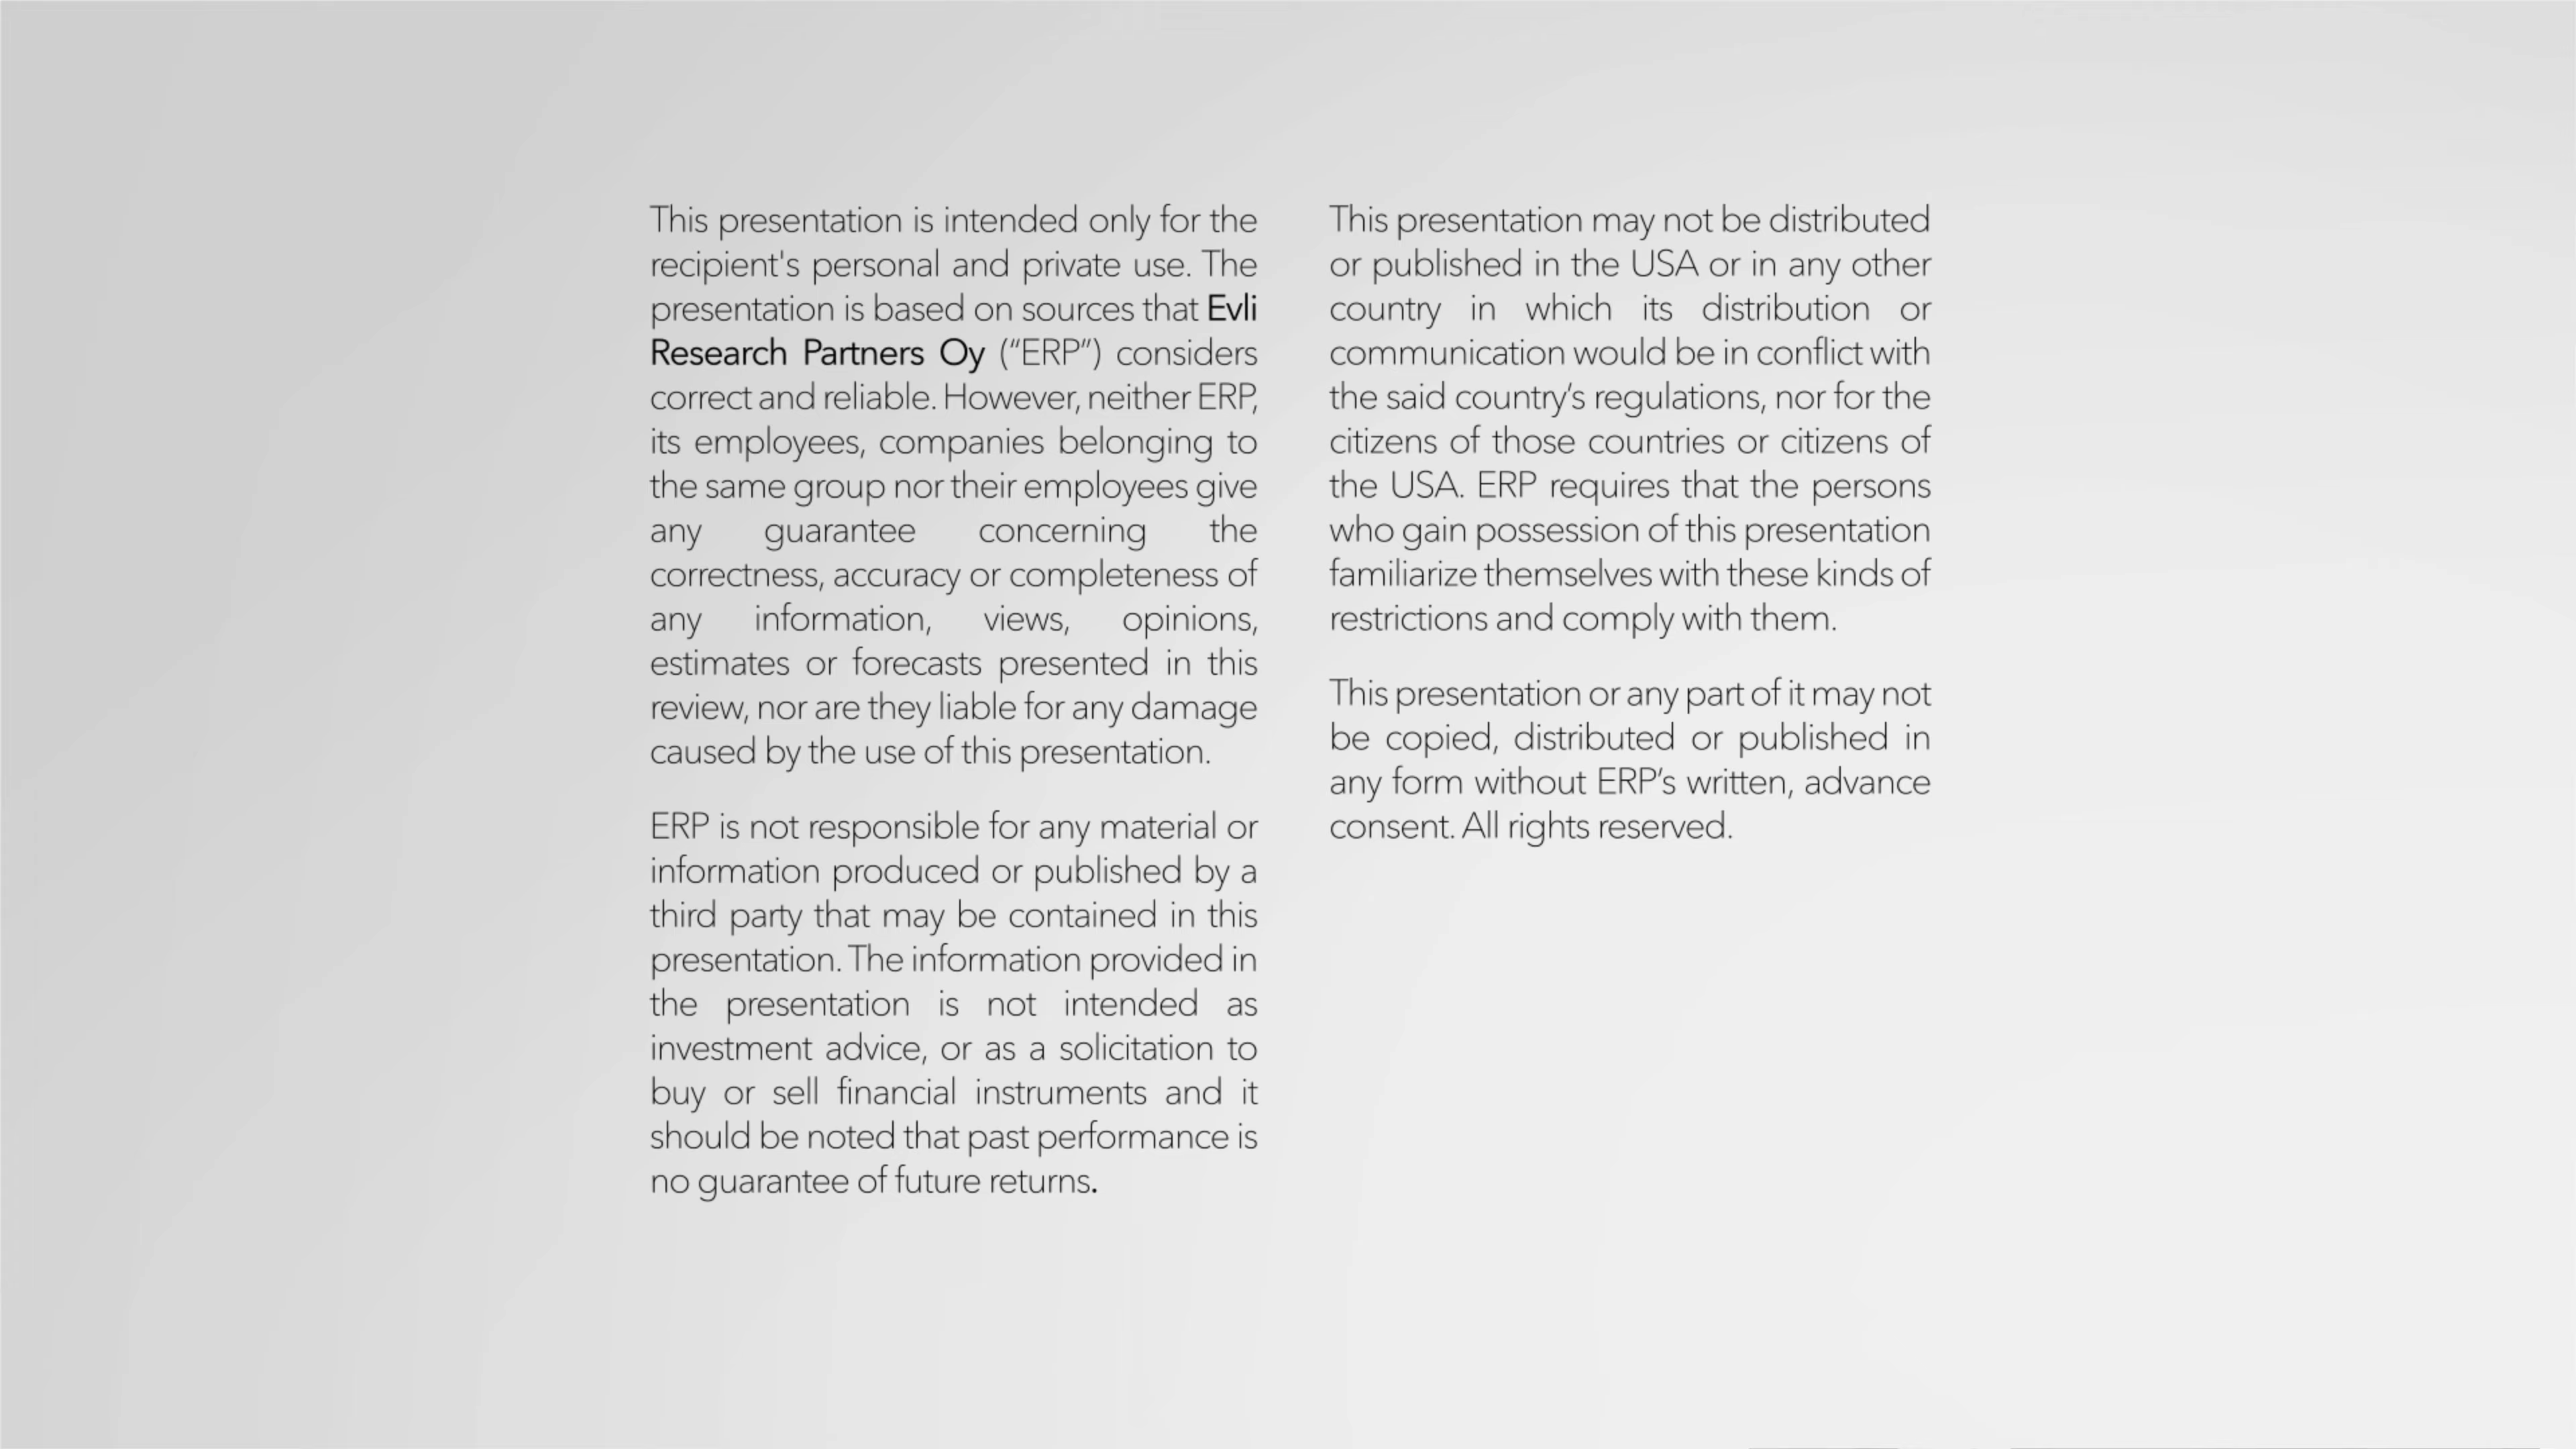 This presentation is intended only for the
recipient's personal and private use. The
presentation is based on sources that Evli
Research Partners Oy (“ERP”) considers
correct and reliable. However, neither ERP,
its employees, companies belonging to
the same group nor their employees give
any guarantee concerning the
correctness, accuracy or completeness of
any information, views, opinions,
estimates or forecasts presented in this
review, nor are they liable for any damage
caused by the use of this presentation.
ERP is not responsible for any material or
information produced or published by a
third party that may be contained in this
presentation. The information provided in
the presentation is not intended as
investment advice, or as a solicitation to
buy or sell financial instruments and it
should be noted that past performance is
no guarantee of future returns.
This presentation may not be distributed
or published in the USA or in any other
country in which its distribution or
communication would be in conflict with
the said country’s regulations, nor for the
citizens of those countries or citizens of
the USA. ERP requires that the persons
who gain possession of this presentation
familiarize themselves with these kinds of
restrictions and comply with them.
This presentation or any part of it may not
be copied, distributed or published in
any form without ERP’s written, advance
consent. All rights reserved.